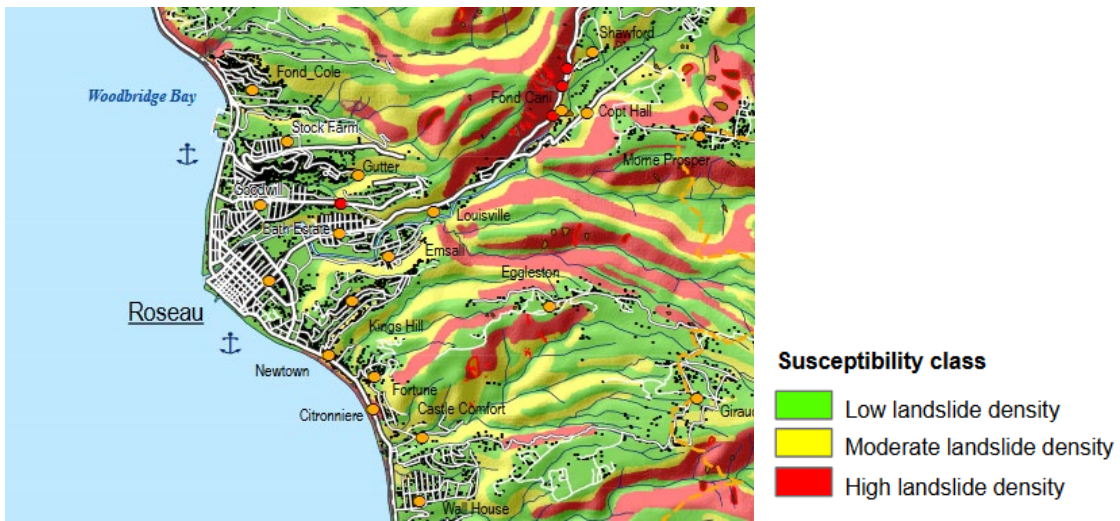 Shawford
Fond_Cole
Woodbridge Bay
Fond Cani
Copt Hall
Stock Farm
Morne Prosper
Gutter
Goodwill
Louisville
Bath Estate
Emsall
Eggleston
Roseau
Kings Hill
Newtown
Fortune
Citronniere
Castle Comfort
Giraud
Wall House
Susceptibility class
Low landslide density
Moderate landslide density
High landslide density